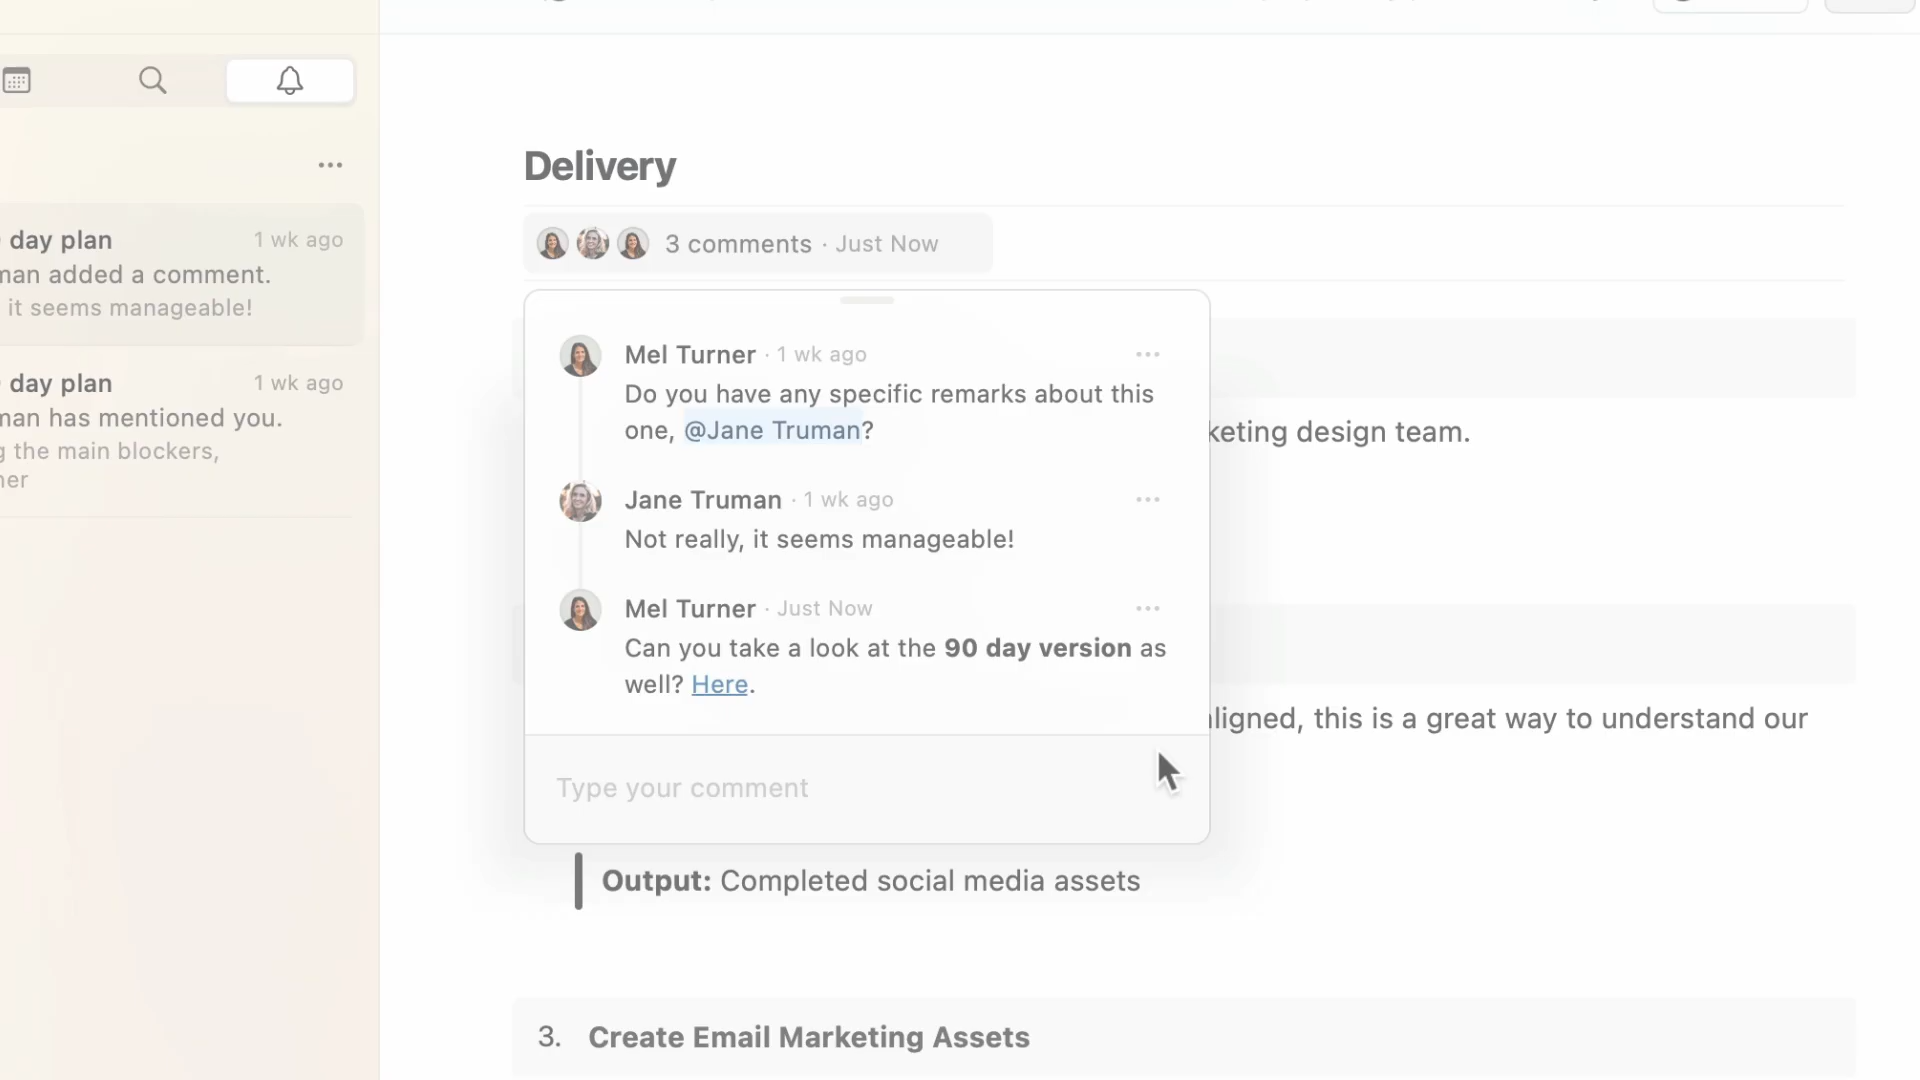 day plan 1 wk ago
man added a comment.
it seems manageable!
day plan 1 wk ago
man has mentioned you.
g the main blockers,
ner
Delivery
3 comments · Just Now
Mel Turner · 1 wk ago
Do you have any specific remarks about this
one, @Jane Truman?
Jane Truman · 1 wk ago
Not really, it seems manageable!
Mel Turner · Just Now
Can you take a look at the 90 day version as
well? Here.
Type your comment
keting design team.
ligned, this is a great way to understand our
Output: Completed social media assets
3. Create Email Marketing Assets